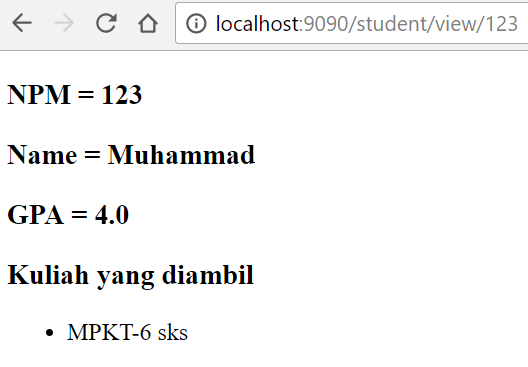 localhost:9090/student/view/123
NPM = 123
Name = Muhammad
GPA = 4.0
Kuliah yang diambil
• MPKT-6 sks